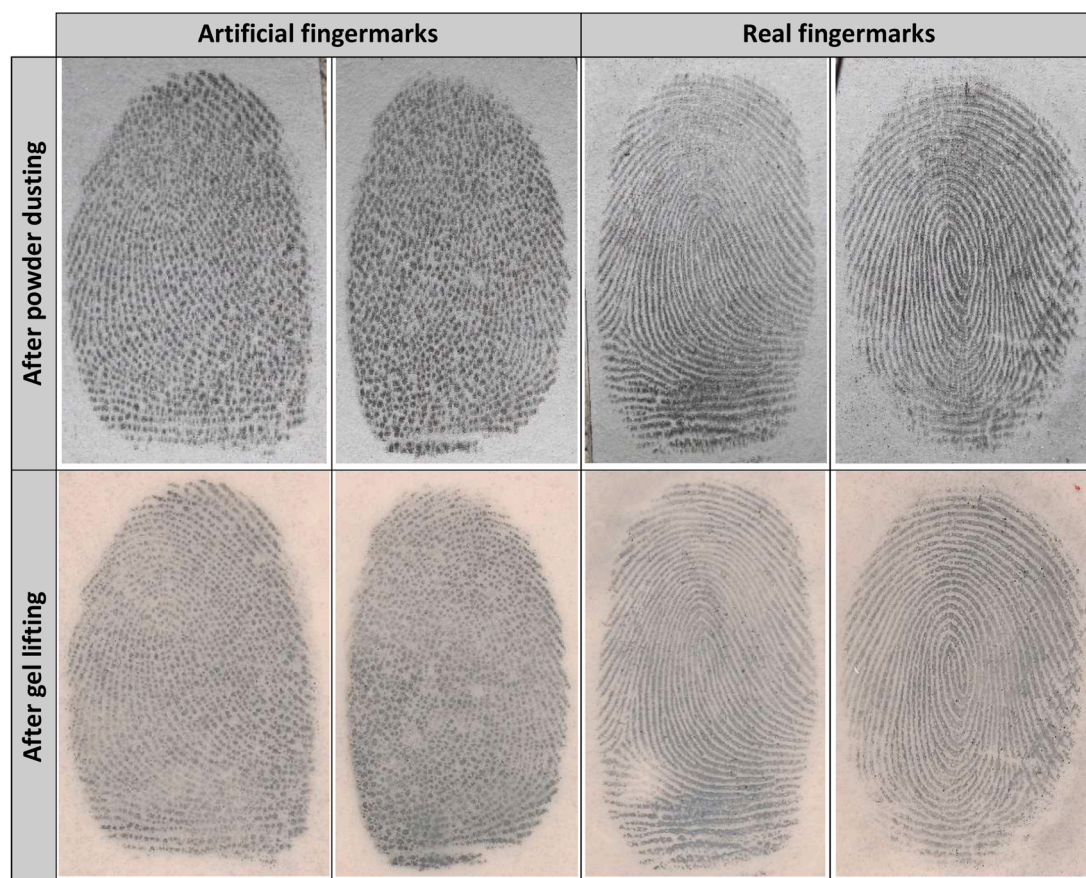 Artificial fingermarks
Real fingermarks
After powder dusting
After gel lifting